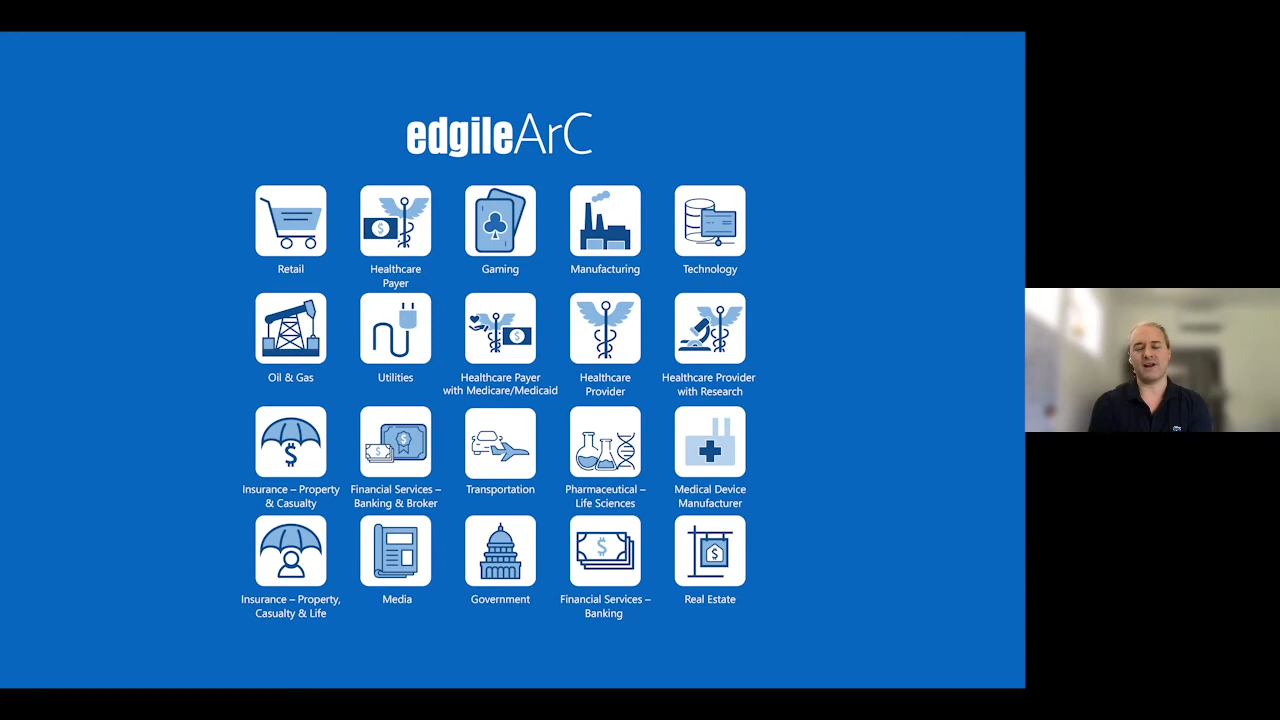 edgileArC
Retail
Healthcare
Payer
Gaming
Manufacturing
Technology
Oil & Gas
Utilities
Healthcare Payer
with Medicare/Medicaid
Healthcare
Provider
Healthcare Provider
with Research
Insurance – Property
& Casualty
Financial Services –
Banking & Broker
Transportation
Pharmaceutical –
Life Sciences
Medical Device
Manufacturer
Insurance – Property,
Casualty & Life
Media
Government
Financial Services –
Banking
Real Estate